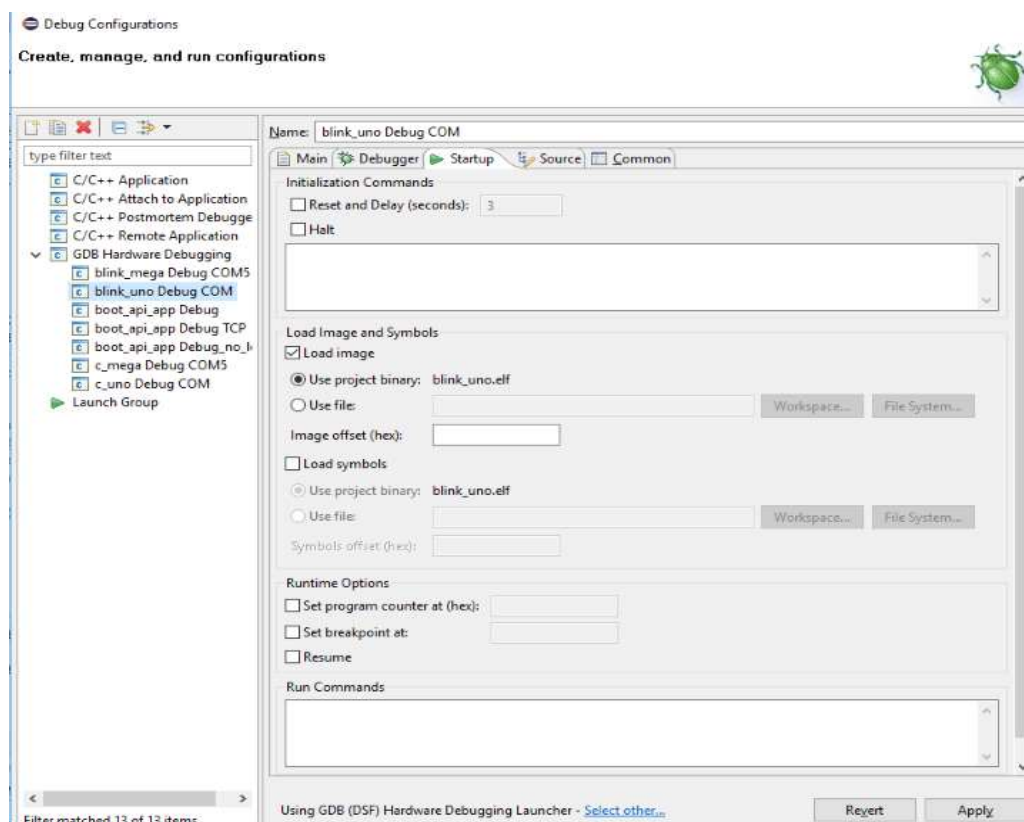 Debug Configurations
Create, manage, and run configurations
type filter text
C/C++ Application
C/C++ Attach to Application
C/C++ Postmortem Debugge
C/C++ Remote Application
GDB Hardware Debugging
blink_mega Debug COM5
blink_uno Debug COM
boot_api_app Debug
boot_api_app Debug TCP
boot_api_app Debug_no_l
c_mega Debug COM5
c_uno Debug COM
Launch Group
Filter matched 13 of 13 items
Name: blink_uno Debug COM
Main Debugger Startup Source Common
Initialization Commands
Reset and Delay (seconds): 3
Halt
Load Image and Symbols
Load image
Use project binary: blink_uno.elf
Use file: Workspace... File System...
Image offset (hex):
Load symbols
Use project binary: blink_uno.elf
Use file: Workspace... File System...
Symbols offset (hex):
Runtime Options
Set program counter at (hex):
Set breakpoint at:
Resume
Run Commands
Using GDB (DSF) Hardware Debugging Launcher - Select other...
Revert Apply